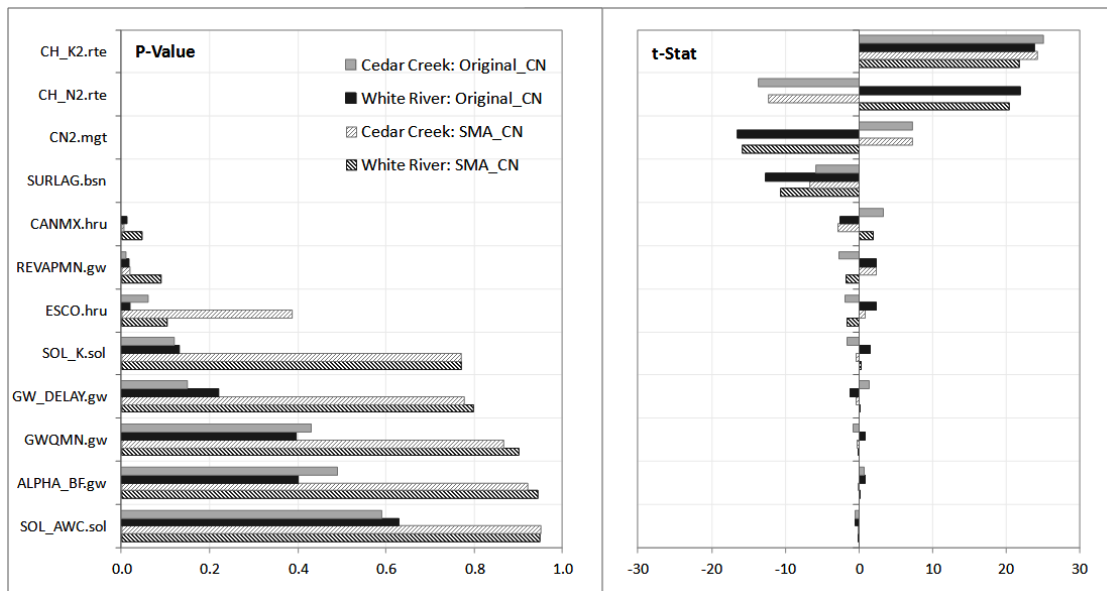 P-Value
Cedar Creek: Original_CN
White River: Original_CN
Cedar Creek: SMA_CN
White River: SMA_CN
CH_K2.rte
CH_N2.rte
CN2.mgt
SURLAG.bsn
CANMX.hru
REVAPMN.gw
ESCO.hru
SOL_K.sol
GW_DELAY.gw
GWQMN.gw
ALPHA_BF.gw
SOL_AWC.sol
0.0 0.2 0.4 0.6 0.8 1.0
t-Stat
-30 -20 -10 0 10 20 30